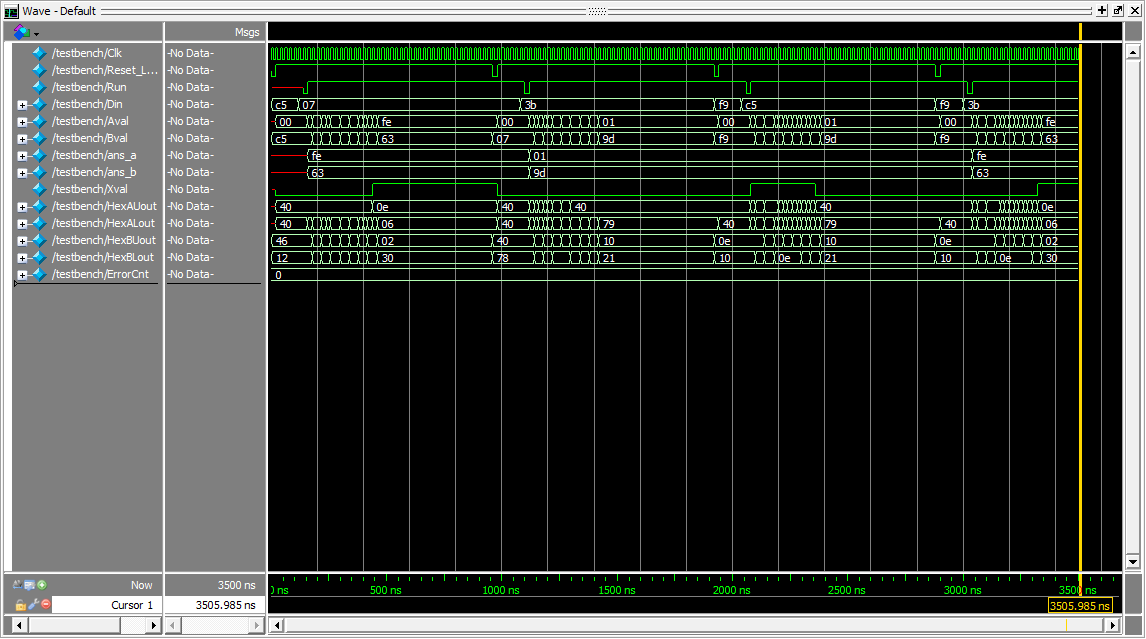 Wave - Default
Msgs
/testbench/Clk -No Data-
/testbench/Reset_L... -No Data-
/testbench/Run -No Data-
/testbench/Din -No Data- c5 07 3b f9 c5 f9 3b
/testbench/Aval -No Data- 00 fe 00 01 00 01 00 fe
/testbench/Bval -No Data- c5 63 07 9d f9 9d f9 63
/testbench/ans_a -No Data- fe 01 fe
/testbench/ans_b -No Data- 63 9d 63
/testbench/Xval -No Data-
/testbench/HexAUout -No Data- 40 0e 40 40 40 0e
/testbench/HexALout -No Data- 40 06 40 79 40 79 40 06
/testbench/HexBUout -No Data- 46 02 40 10 0e 10 0e 02
/testbench/HexBLout -No Data- 12 30 78 21 10 0e 21 10 0e 30
/testbench/ErrorCnt -No Data- 0
Now 3500 ns
ns 500 ns 1000 ns 1500 ns 2000 ns 2500 ns 3000 ns
Cursor 1 3505.985 ns 3505.985 ns